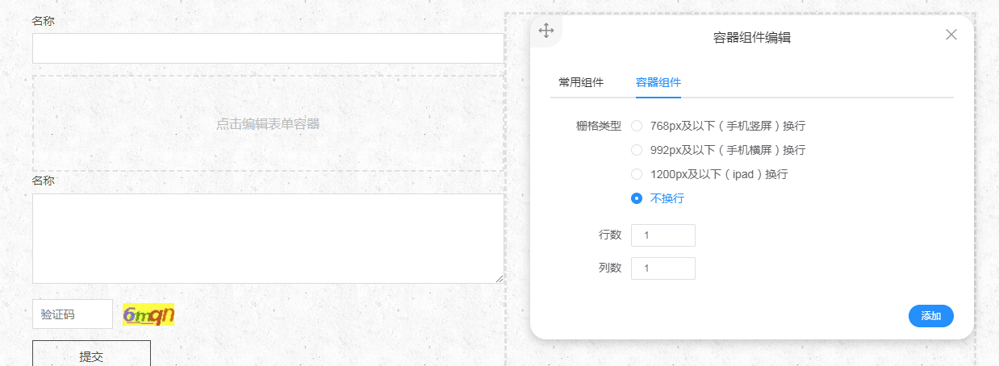 名称
点击编辑表单容器
名称
验证码 6mqn
提交
容器组件编辑
常用组件 容器组件
栅格类型 768px及以下（手机竖屏）换行
992px及以下（手机横屏）换行
1200px及以下（ipad）换行
不换行
行数 1
列数 1
添加